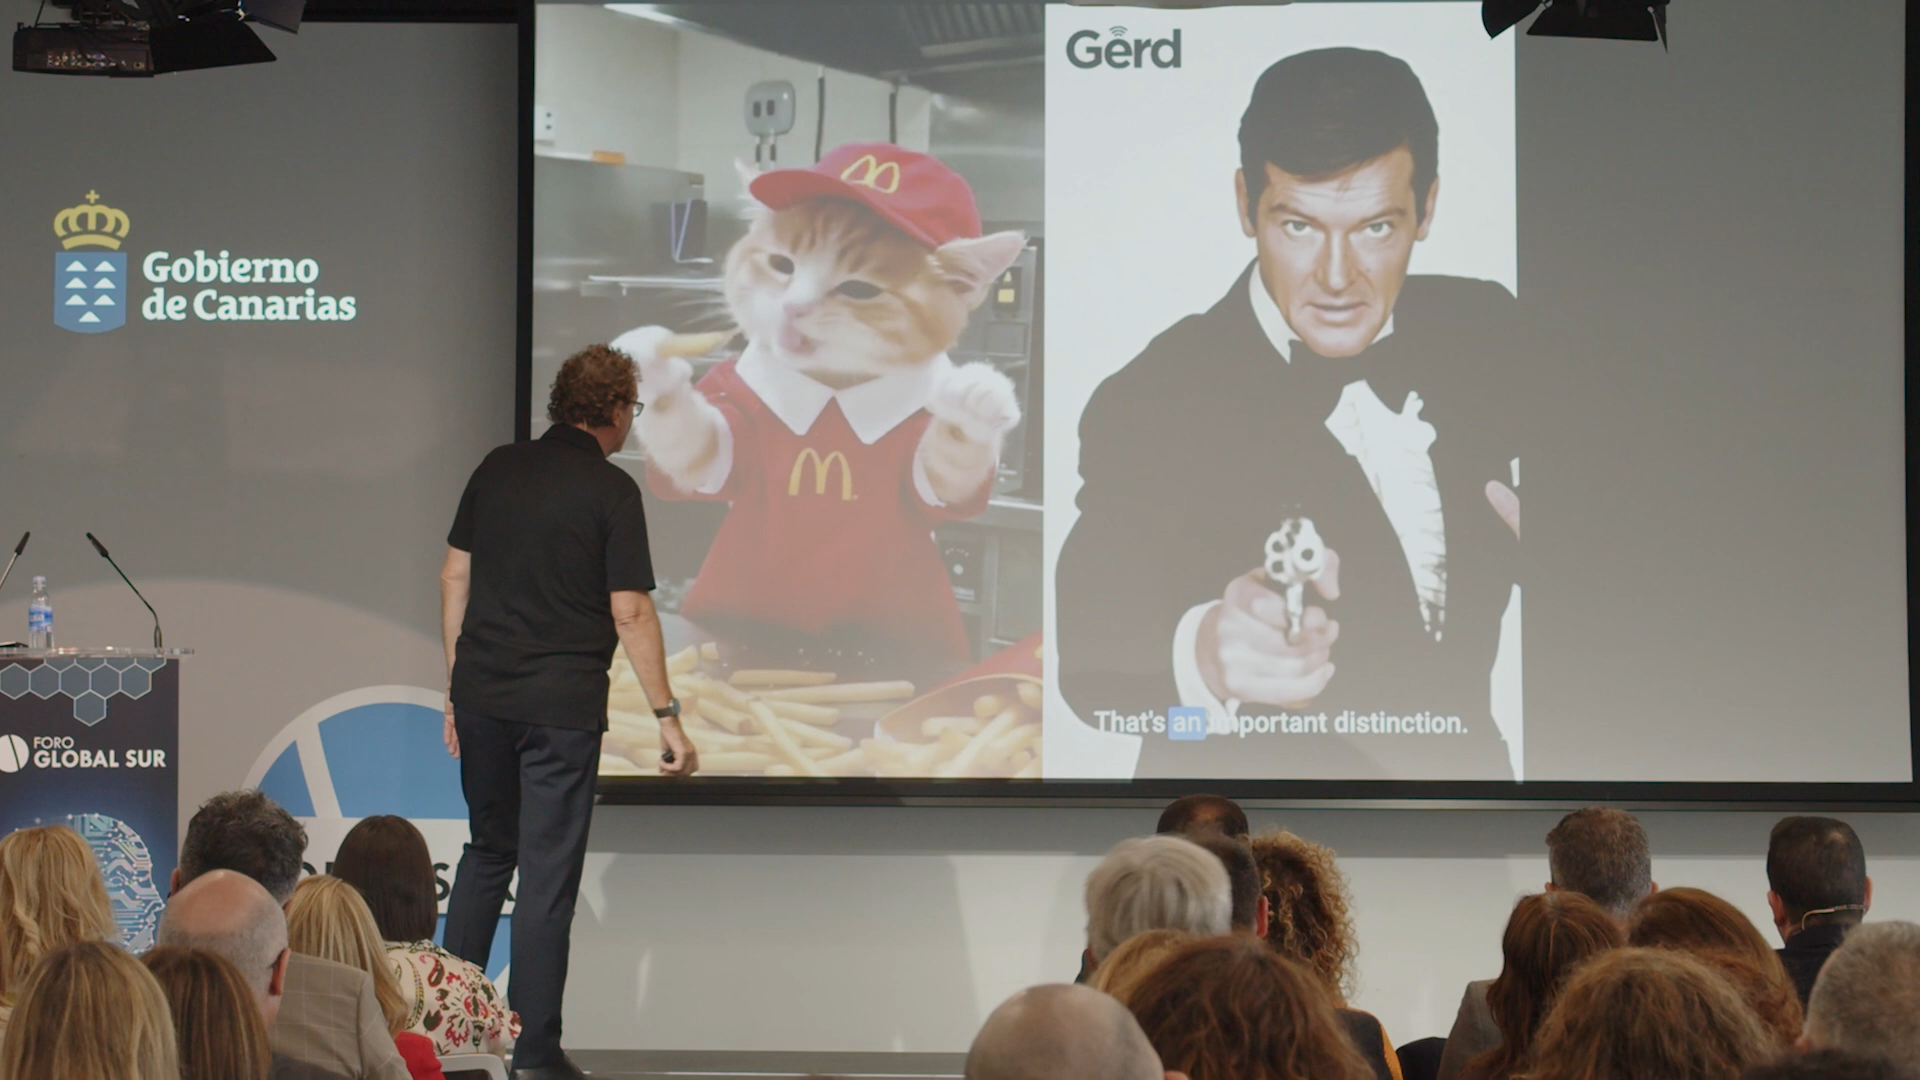 Gobierno
de Canarias
Gerd
That's an important distinction.
FORO
GLOBAL SUR